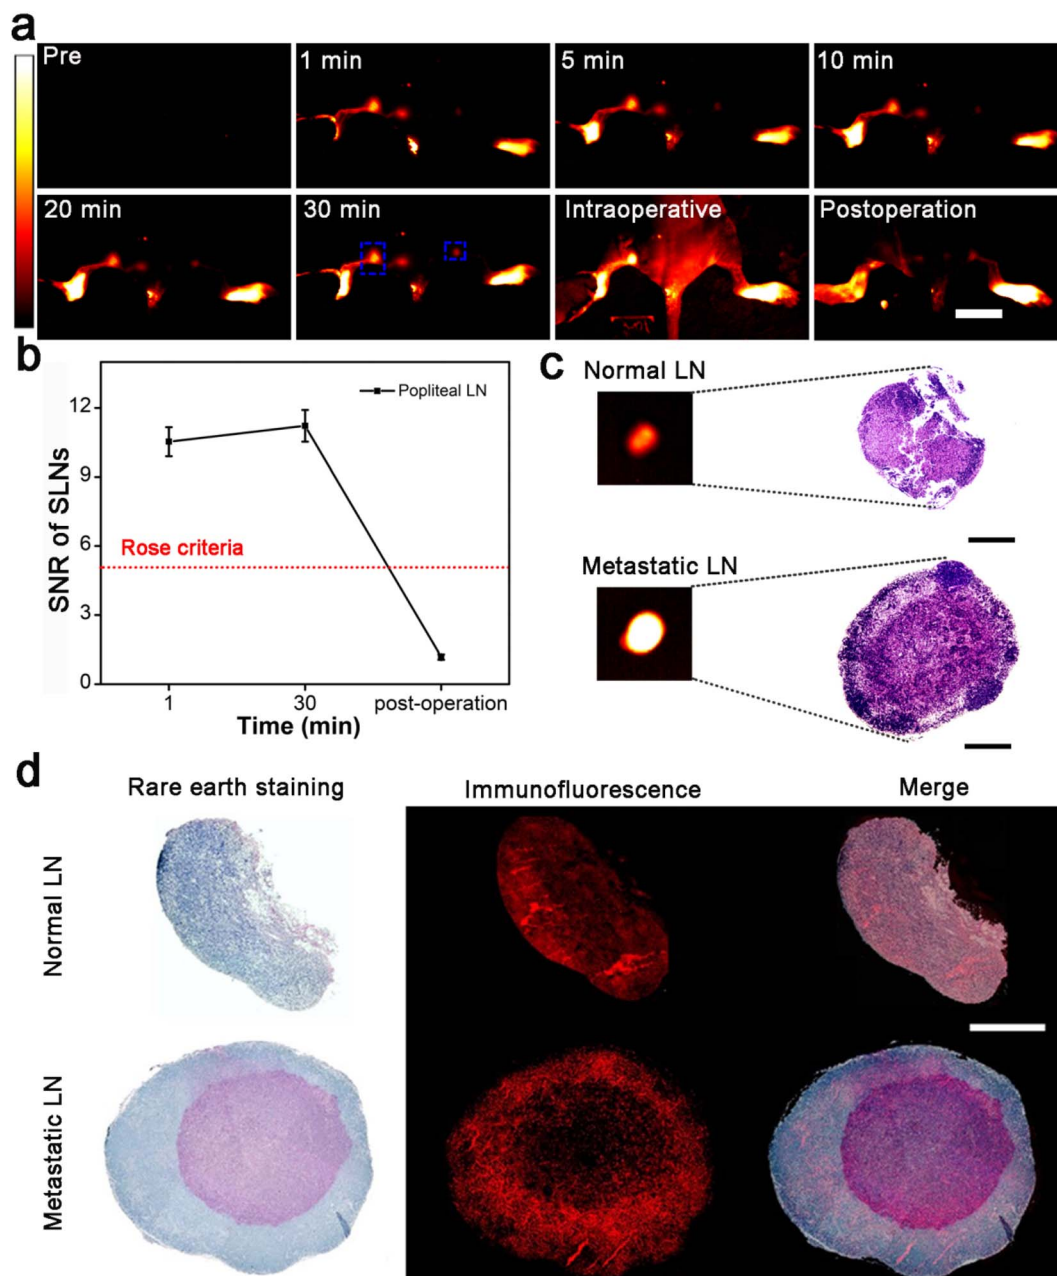 a
Pre
1 min
5 min
10 min
20 min
30 min
Intraoperative
Postoperation
b
SNR of SLNs
12
9
6
3
0
Popliteal LN
Rose criteria
1
30
post-operation
Time (min)
c
Normal LN
Metastatic LN
d
Rare earth staining
Immunofluorescence
Merge
Normal LN
Metastatic LN